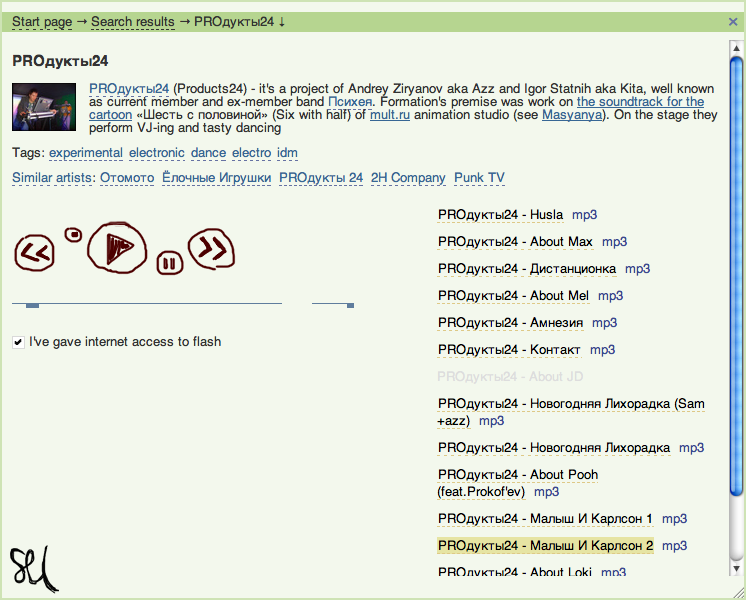 Start page → Search results → PROдукты24 ↓
PROдукты24
PROдукты24 (Products24) - it's a project of Andrey Ziryanov aka Azz and Igor Statnih aka Kita, well known
as current member and ex-member band Психея. Formation's premise was work on the soundtrack for the
cartoon «Шесть с половиной» (Six with half) of mult.ru animation studio (see Masyanya). On the stage they
perform VJ-ing and tasty dancing
Tags: experimental electronic dance electro idm
Similar artists: Отомото Ёлочные Игрушки PROдукты 24 2H Company Punk TV
I've gave internet access to flash
PROдукты24 - Husla mp3
PROдукты24 - About Max mp3
PROдукты24 - Дистанционка mp3
PROдукты24 - About Mel mp3
PROдукты24 - Амнезия mp3
PROдукты24 - Контакт mp3
PROдукты24 - About JD
PROдукты24 - Новогодняя Лихорадка (Sam
+azz) mp3
PROдукты24 - Новогодняя Лихорадка mp3
PROдукты24 - About Pooh
(feat.Prokof'ev) mp3
PROдукты24 - Малыш И Карлсон 1 mp3
PROдукты24 - Малыш И Карлсон 2 mp3
PROдукты24 - About Loki mp3